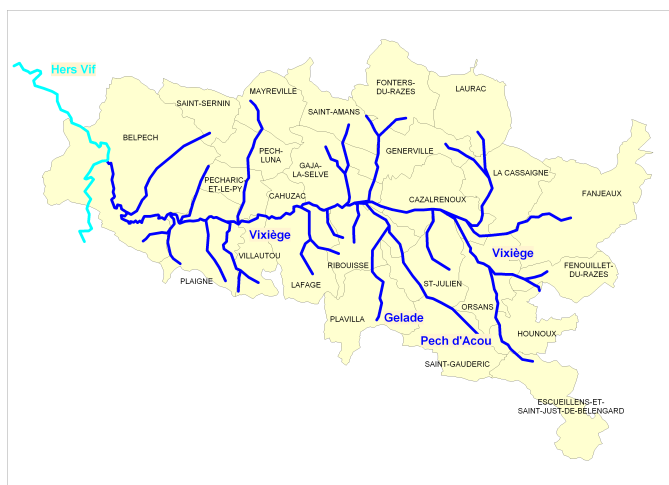 Hers Vif
FONTERS-
DU-RAZES
LAURAC
MAYREVILLE
SAINT-SERNIN
SAINT-AMANS
BELPECH
PECH-
LUNA
GENERVILLE
GAJA-
LA-SELVE
LA CASSAIGNE
PECHARIC-
ET-LE-PY
CAHUZAC
CAZALRENOUX
FANJEAUX
Vixiège
Vixiège
VILLAUTOU
RIBOUISSE
FENOUILLET-
DU-RAZES
PLAIGNE
LAFAGE
ST-JULIEN
ORSANS
PLAVILLA
Gelade
HOUNOUX
Pech d'Acou
SAINT-GAUDERIC
ESCUEILLENS-ET-
SAINT-JUST-DE-BELENGARD